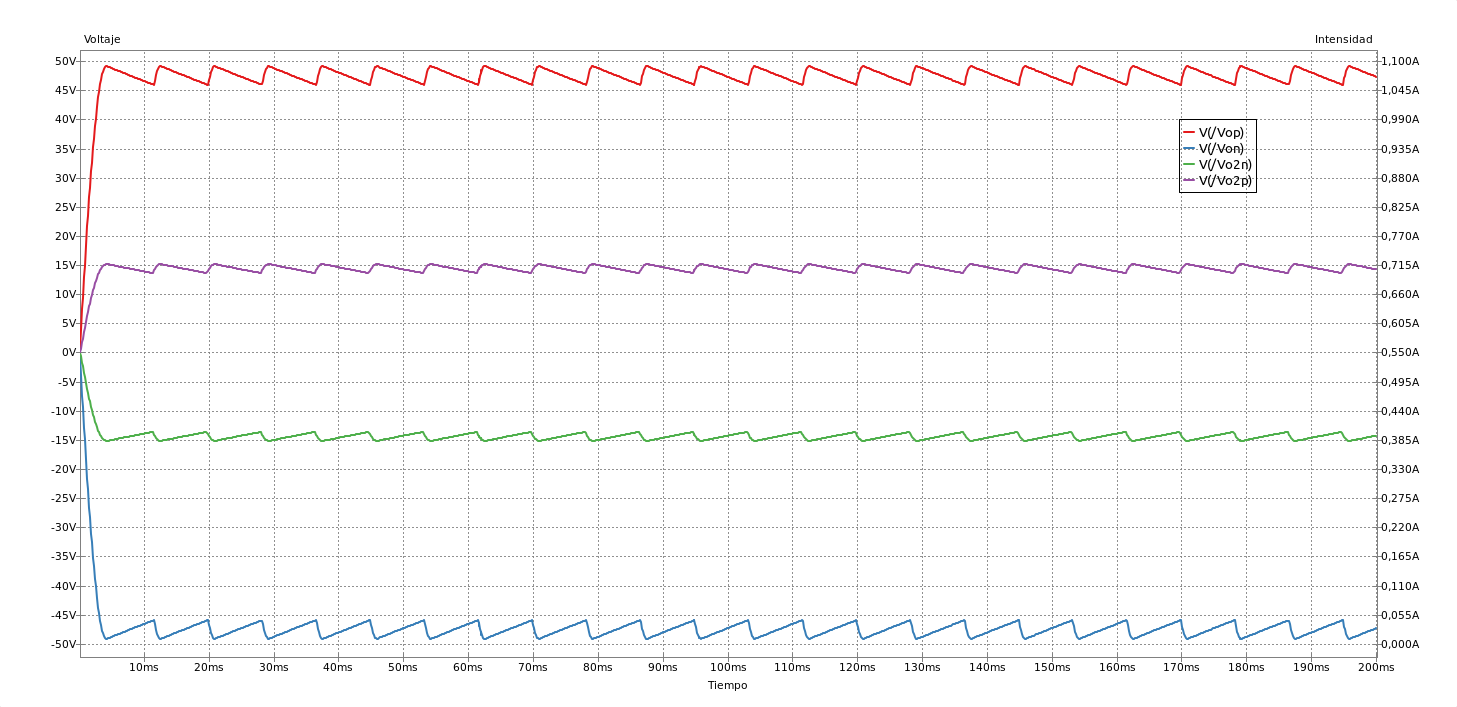 Voltaje Intensidad
50V 1,100A
45V 1,045A
40V 0,990A
35V 0,935A
30V 0,880A
25V 0,825A
20V 0,770A
15V 0,715A
10V 0,660A
5V 0,605A
0V 0,550A
-5V 0,495A
-10V 0,440A
-15V 0,385A
-20V 0,330A
-25V 0,275A
-30V 0,220A
-35V 0,165A
-40V 0,110A
-45V 0,055A
-50V 0,000A
V(/Vop)
V(/Von)
V(/Vo2n)
V(/Vo2p)
10ms 20ms 30ms 40ms 50ms 60ms 70ms 80ms 90ms 100ms 110ms 120ms 130ms 140ms 150ms 160ms 170ms 180ms 190ms 200ms
Tiempo